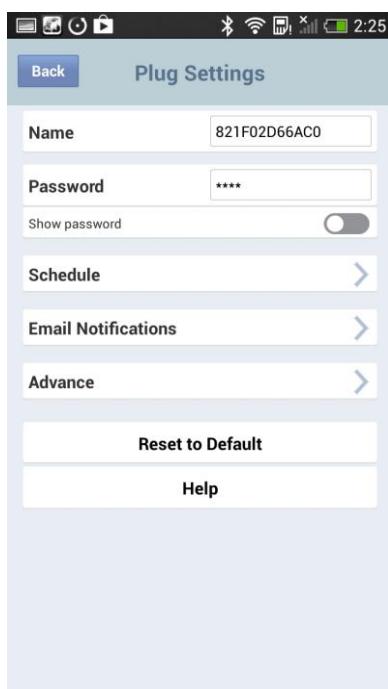 2:25
Back
Plug Settings
Name
821F02D66AC0
Password
****
Show password
Schedule
Email Notifications
Advance
Reset to Default
Help